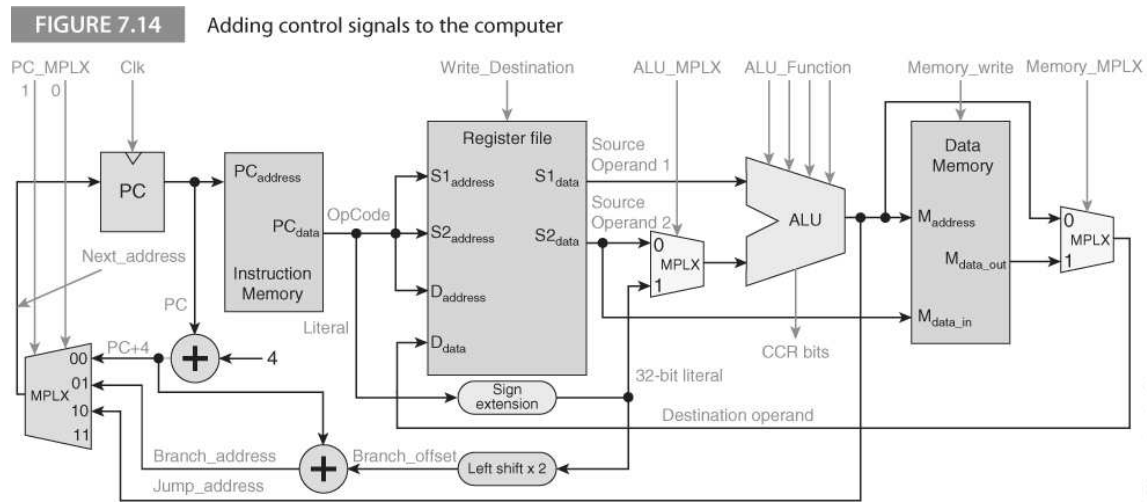 FIGURE 7.14 Adding control signals to the computer
PC_MPLX Clk Write_Destination ALU_MPLX ALU_Function Memory_write Memory_MPLX
1 0
Register file
Data
Memory
Source
Operand 1
PC
PCaddress
S1address S1data
OpCode
Source
Operand 2
PCdata
S2address S2data
0
MPLX
1
ALU
Maddress
0
MPLX
1
Mdata_out
Next_address
Instruction
Memory
Daddress
PC
Literal
Mdata_in
Ddata
CCR bits
PC+4
+
4
00
01
MPLX
10
11
Sign
extension
32-bit literal
Destination operand
Branch_address
+
Branch_offset
Left shift x 2
Jump_address